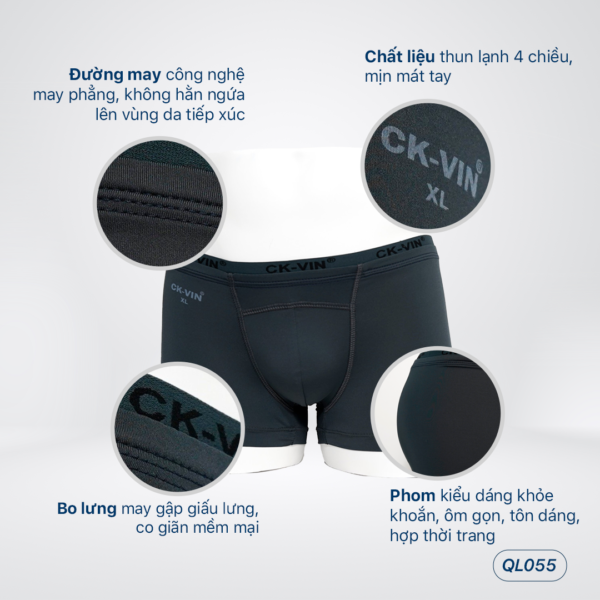 Đường may công nghệ
may phẳng, không hằn ngứa
lên vùng da tiếp xúc
Chất liệu thun lạnh 4 chiều,
mịn mát tay
CK-VIN®
XL
CK-VIN®
CK-VIN®
XL
CK-VIN
Bo lưng may gập giấu lưng,
co giãn mềm mại
Phom kiểu dáng khỏe
khoắn, ôm gọn, tôn dáng,
hợp thời trang
QL055